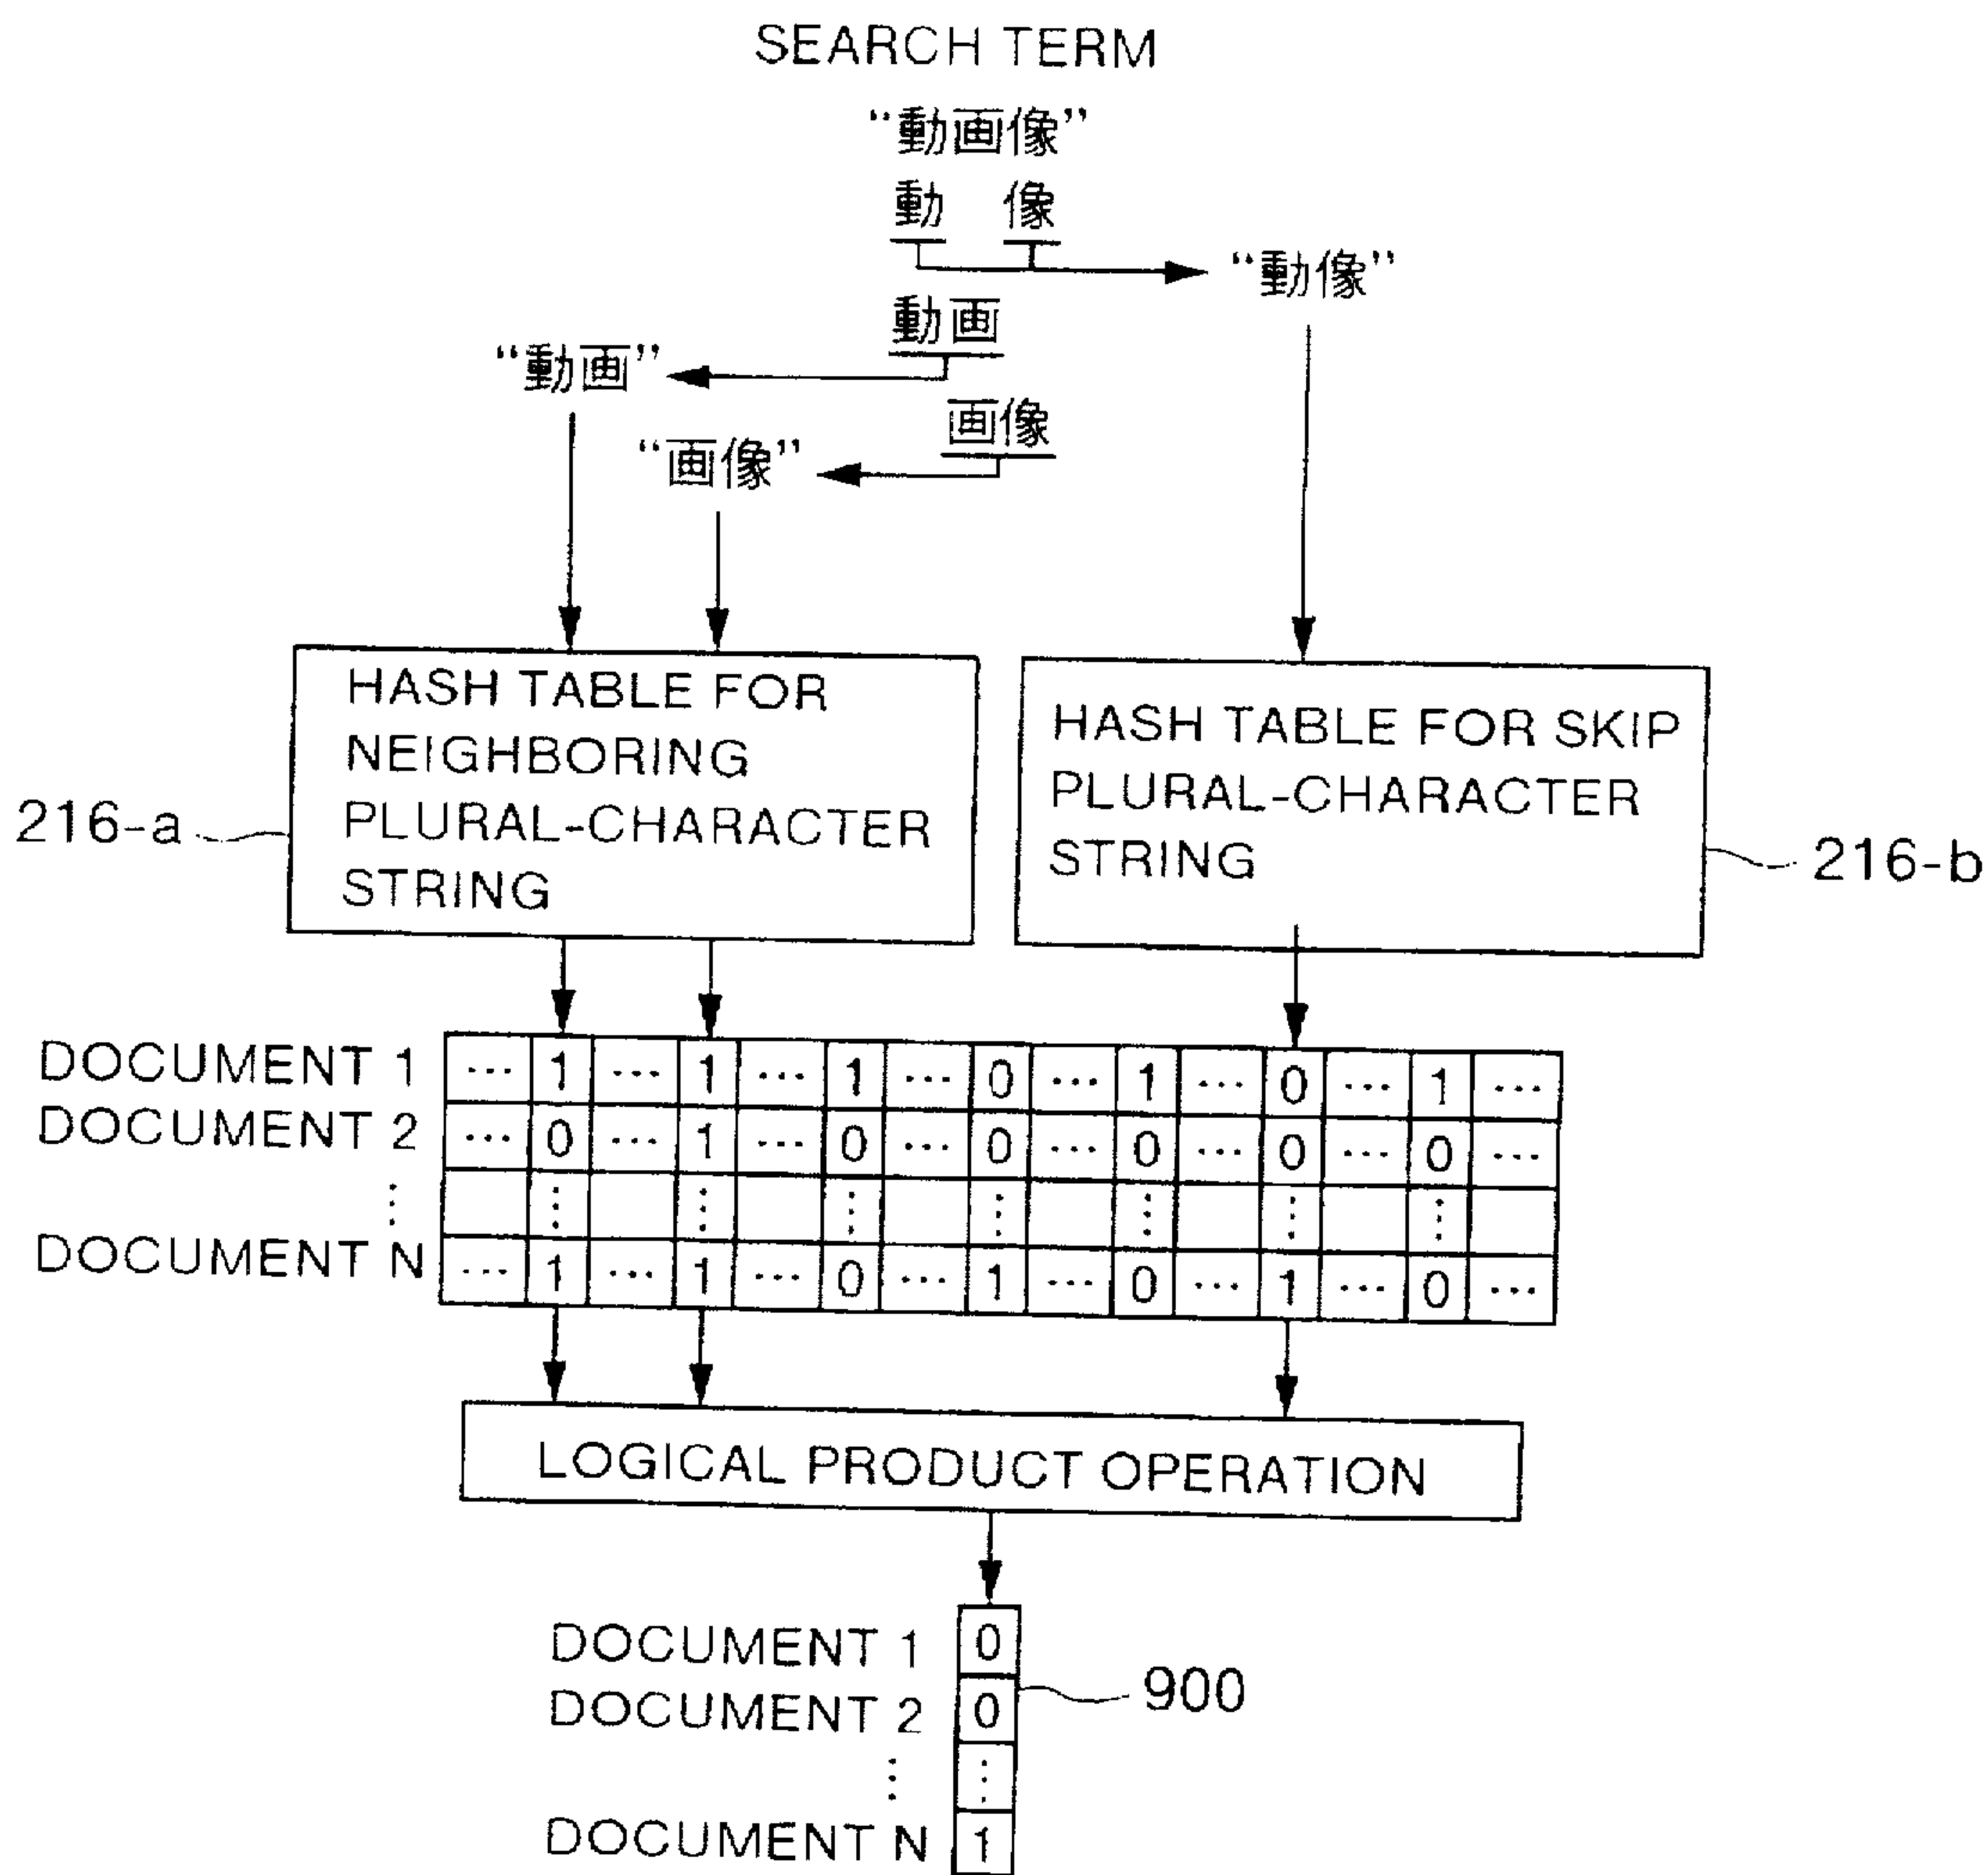 SEARCH TERM
“動画像”
動 像
“動像”
動画
“動画”
画像
“画像”
HASH TABLE FOR
NEIGHBORING
PLURAL-CHARACTER
STRING
216-a
HASH TABLE FOR SKIP
PLURAL-CHARACTER
STRING
216-b
DOCUMENT 1 ... 1 ... 1 ... 1 ... 0 ... 1 ... 0 ... 1 ...
DOCUMENT 2 ... 0 ... 1 ... 0 ... 0 ... 0 ... 0 ... 0 ...
⋮ ⋮ ⋮ ⋮ ⋮ ⋮ ⋮ ⋮
DOCUMENT N ... 1 ... 1 ... 0 ... 1 ... 0 ... 1 ... 0 ...
LOGICAL PRODUCT OPERATION
DOCUMENT 1 0
900
DOCUMENT 2 0
⋮ ⋮
DOCUMENT N 1